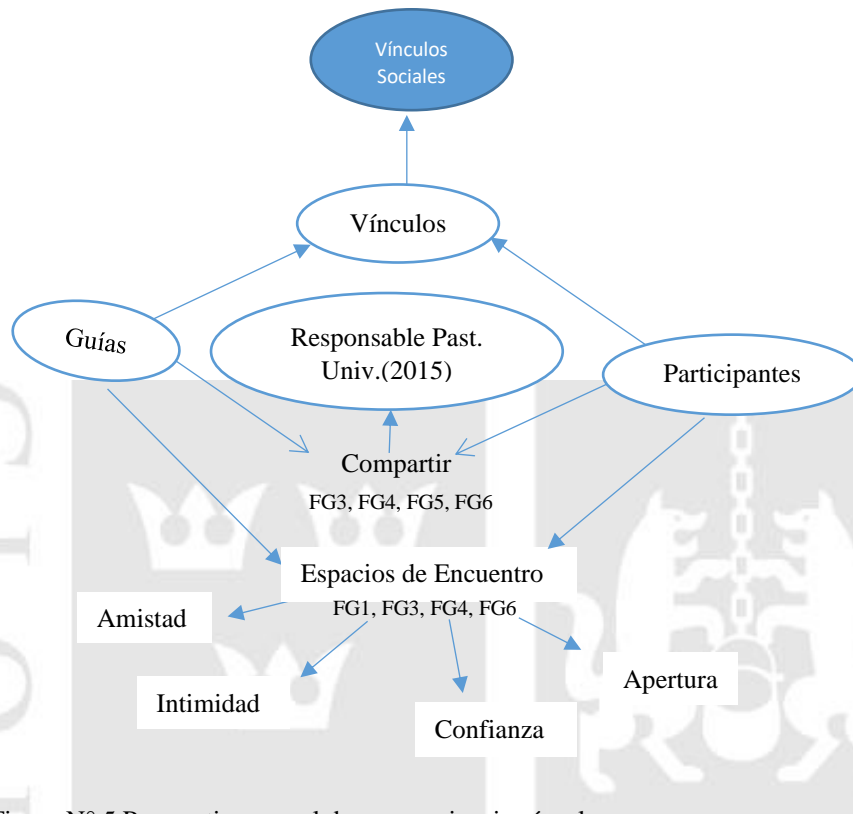 Vínculos
Sociales
Vínculos
Guías
Responsable Past.
Univ.(2015)
Participantes
Compartir
FG3, FG4, FG5, FG6
Espacios de Encuentro
FG1, FG3, FG4, FG6
Amistad
Apertura
Intimidad
Confianza